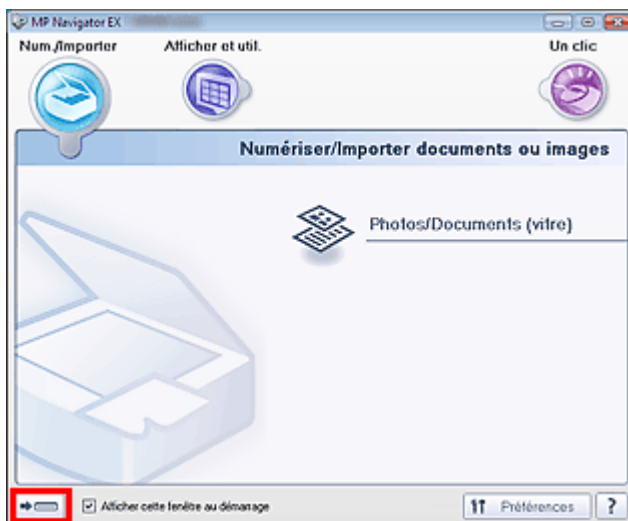 MP Navigator EX
Num./Importer Afficher et util. Un clic
Numériser/Importer documents ou images
Photos/Documents (vitre)
Afficher cette fenêtre au démarrage
Préférences ?